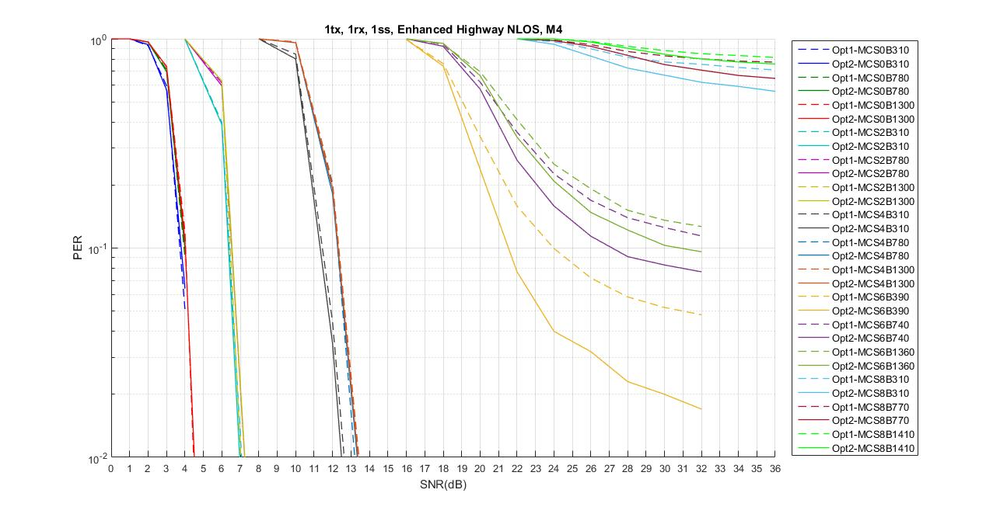 1tx, 1rx, 1ss, Enhanced Highway NLOS, M4
10^0
10^-1
10^-2
PER
0 1 2 3 4 5 6 7 8 9 10 11 12 13 14 15 16 17 18 19 20 21 22 23 24 25 26 27 28 29 30 31 32 33 34 35 36
SNR(dB)
Opt1-MCS0B310
Opt2-MCS0B310
Opt1-MCS0B780
Opt2-MCS0B780
Opt1-MCS0B1300
Opt2-MCS0B1300
Opt1-MCS2B310
Opt2-MCS2B310
Opt1-MCS2B780
Opt2-MCS2B780
Opt1-MCS2B1300
Opt2-MCS2B1300
Opt1-MCS4B310
Opt2-MCS4B310
Opt1-MCS4B780
Opt2-MCS4B780
Opt1-MCS4B1300
Opt2-MCS4B1300
Opt1-MCS6B390
Opt2-MCS6B390
Opt1-MCS6B740
Opt2-MCS6B740
Opt1-MCS6B1360
Opt2-MCS6B1360
Opt1-MCS8B310
Opt2-MCS8B310
Opt1-MCS8B770
Opt2-MCS8B770
Opt1-MCS8B1410
Opt2-MCS8B1410